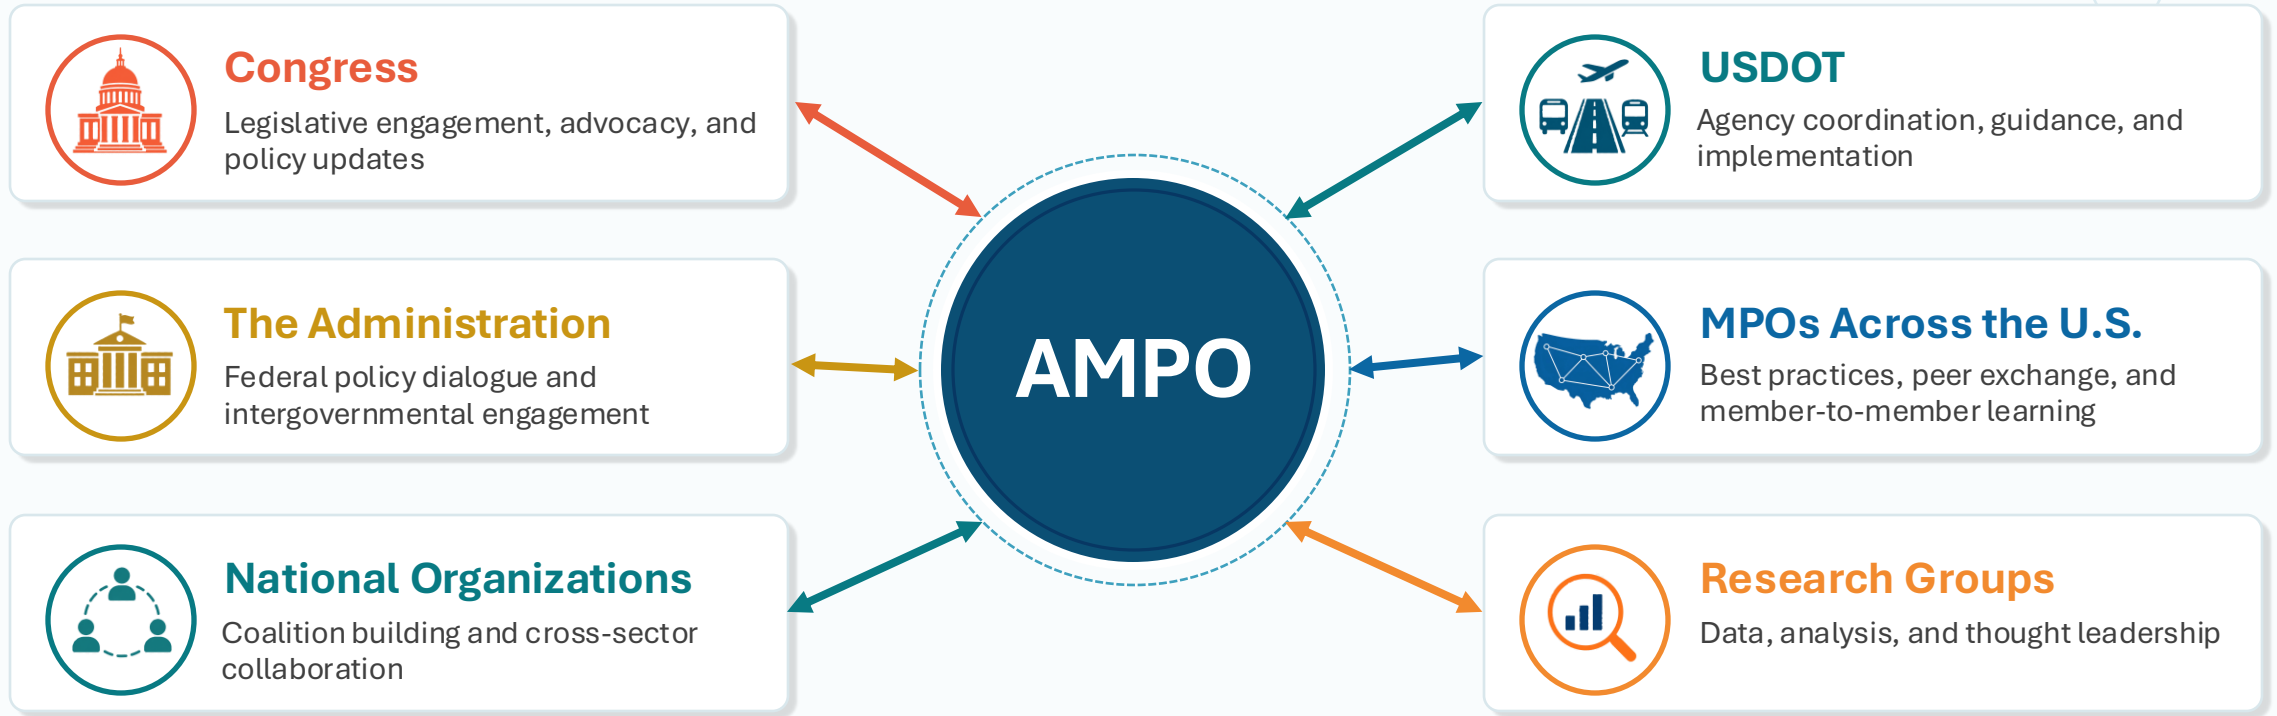 Congress
Legislative engagement, advocacy, and
policy updates
The Administration
Federal policy dialogue and
intergovernmental engagement
National Organizations
Coalition building and cross-sector
collaboration
AMPO
USDOT
Agency coordination, guidance, and
implementation
MPOs Across the U.S.
Best practices, peer exchange, and
member-to-member learning
Research Groups
Data, analysis, and thought leadership